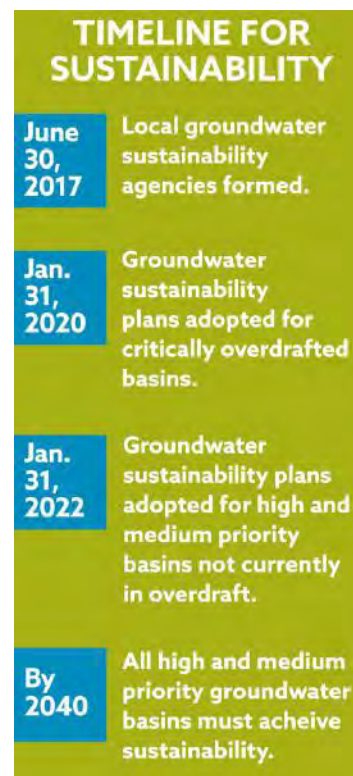 TIMELINE FOR
SUSTAINABILITY
June
30,
2017
Local groundwater
sustainability
agencies formed.
Jan.
31,
2020
Groundwater
sustainability
plans adopted for
critically overdrafted
basins.
Jan.
31,
2022
Groundwater
sustainability plans
adopted for high and
medium priority
basins not currently
in overdraft.
By
2040
All high and medium
priority groundwater
basins must acheive
sustainability.